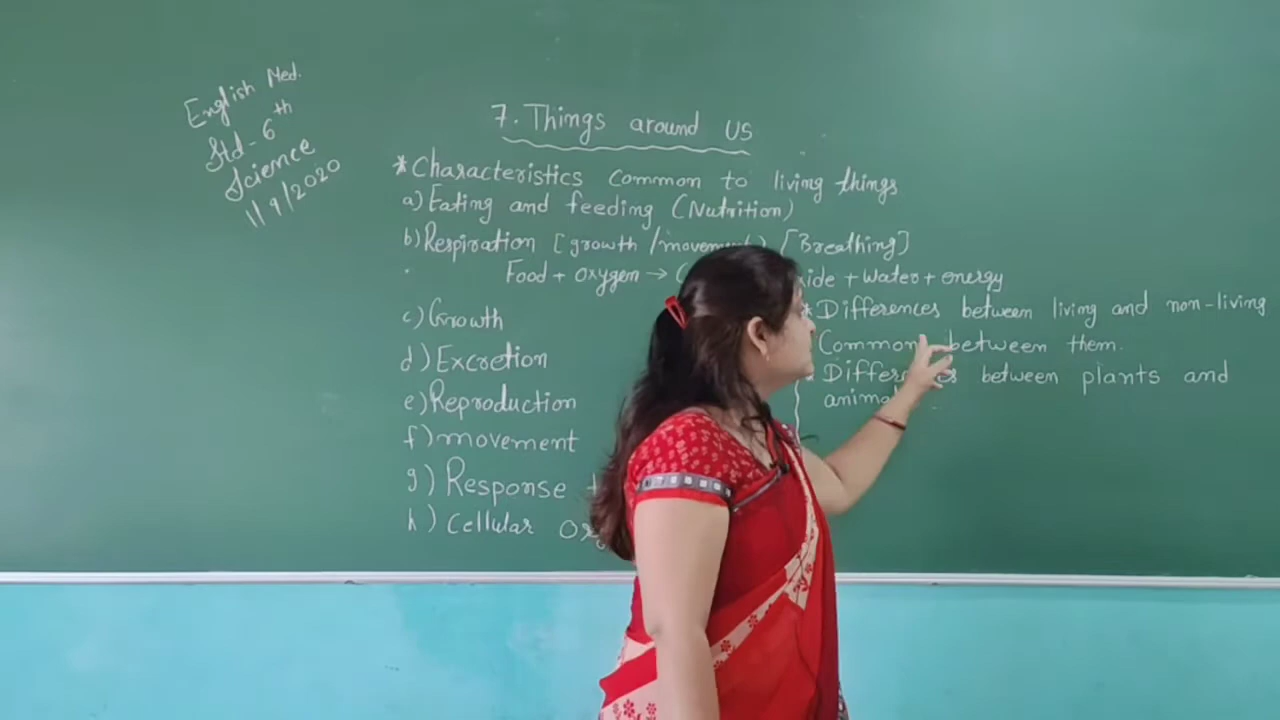 English Med.
Std - 6th
Science
11/9/2020
7. Things around us
*Characteristics common to living things
a) Eating and feeding (Nutrition)
b) Respiration [growth/movement) [Breathing]
Food + Oxygen → ide + Water + energy
c) Growth
d) Excretion
e) Reproduction
f) movement
g) Response
h) Cellular
* Differences between living and non-living
Common between them.
* Differences between plants and
animal